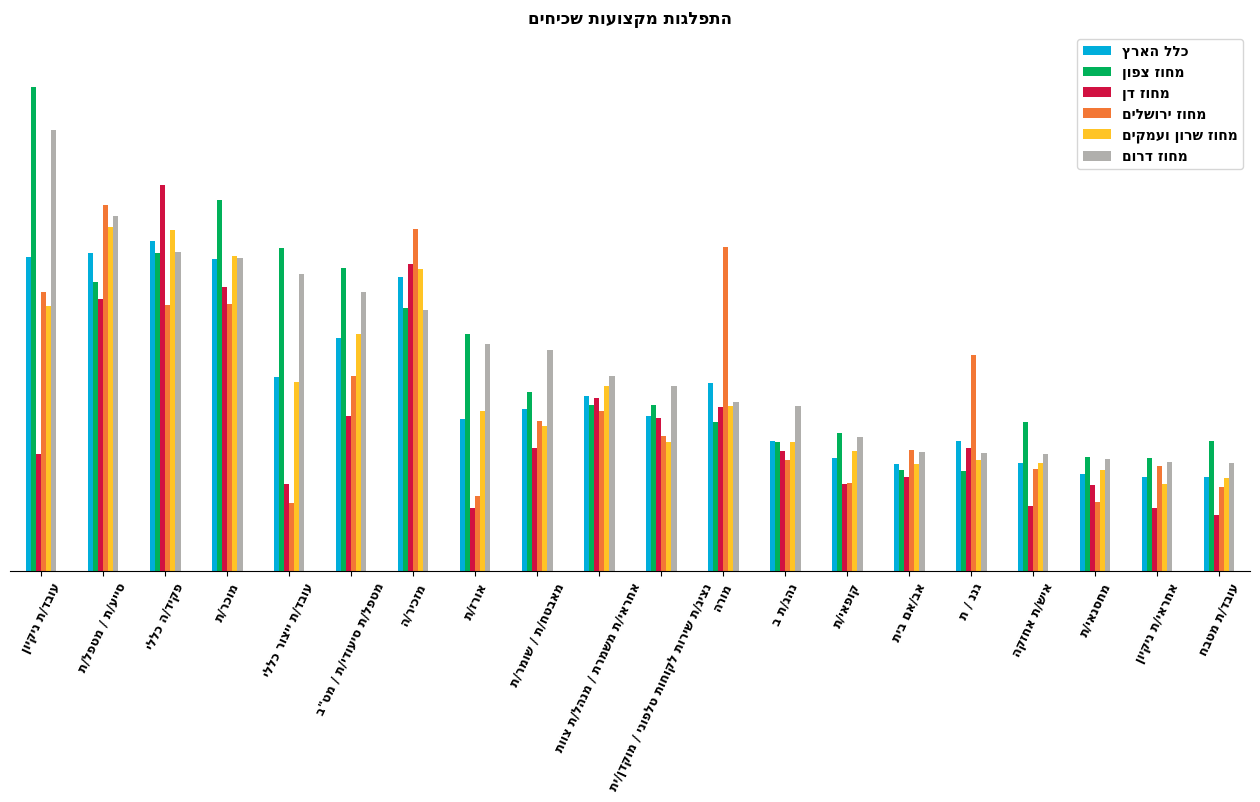 התפלגות מקצועות שכיחים
כלל הארץ
מחוז צפון
מחוז דן
מחוז ירושלים
מחוז שרון ועמקים
מחוז דרום
עובד/ת ניקיון
סייע/ת / מטפל/ת
פקיד/ה כללי
מוכר/ת
עובד/ת ייצור כללי
מטפל/ת סיעודי/ת / מט"ב
מזכיר/ה
אורז/ת
מאבטח/ת / שומר/ת
אחראי/ת משמרת / מנהל/ת צוות
נציג/ת שירות לקוחות טלפוני / מוקדן/ית
מורה
נהג/ת ב
קופאי/ת
אב/אם בית
גנג / ת
איש/ת אחזקה
מחסנאי/ת
אחראי/ת ניקיון
עובד/ת מטבח